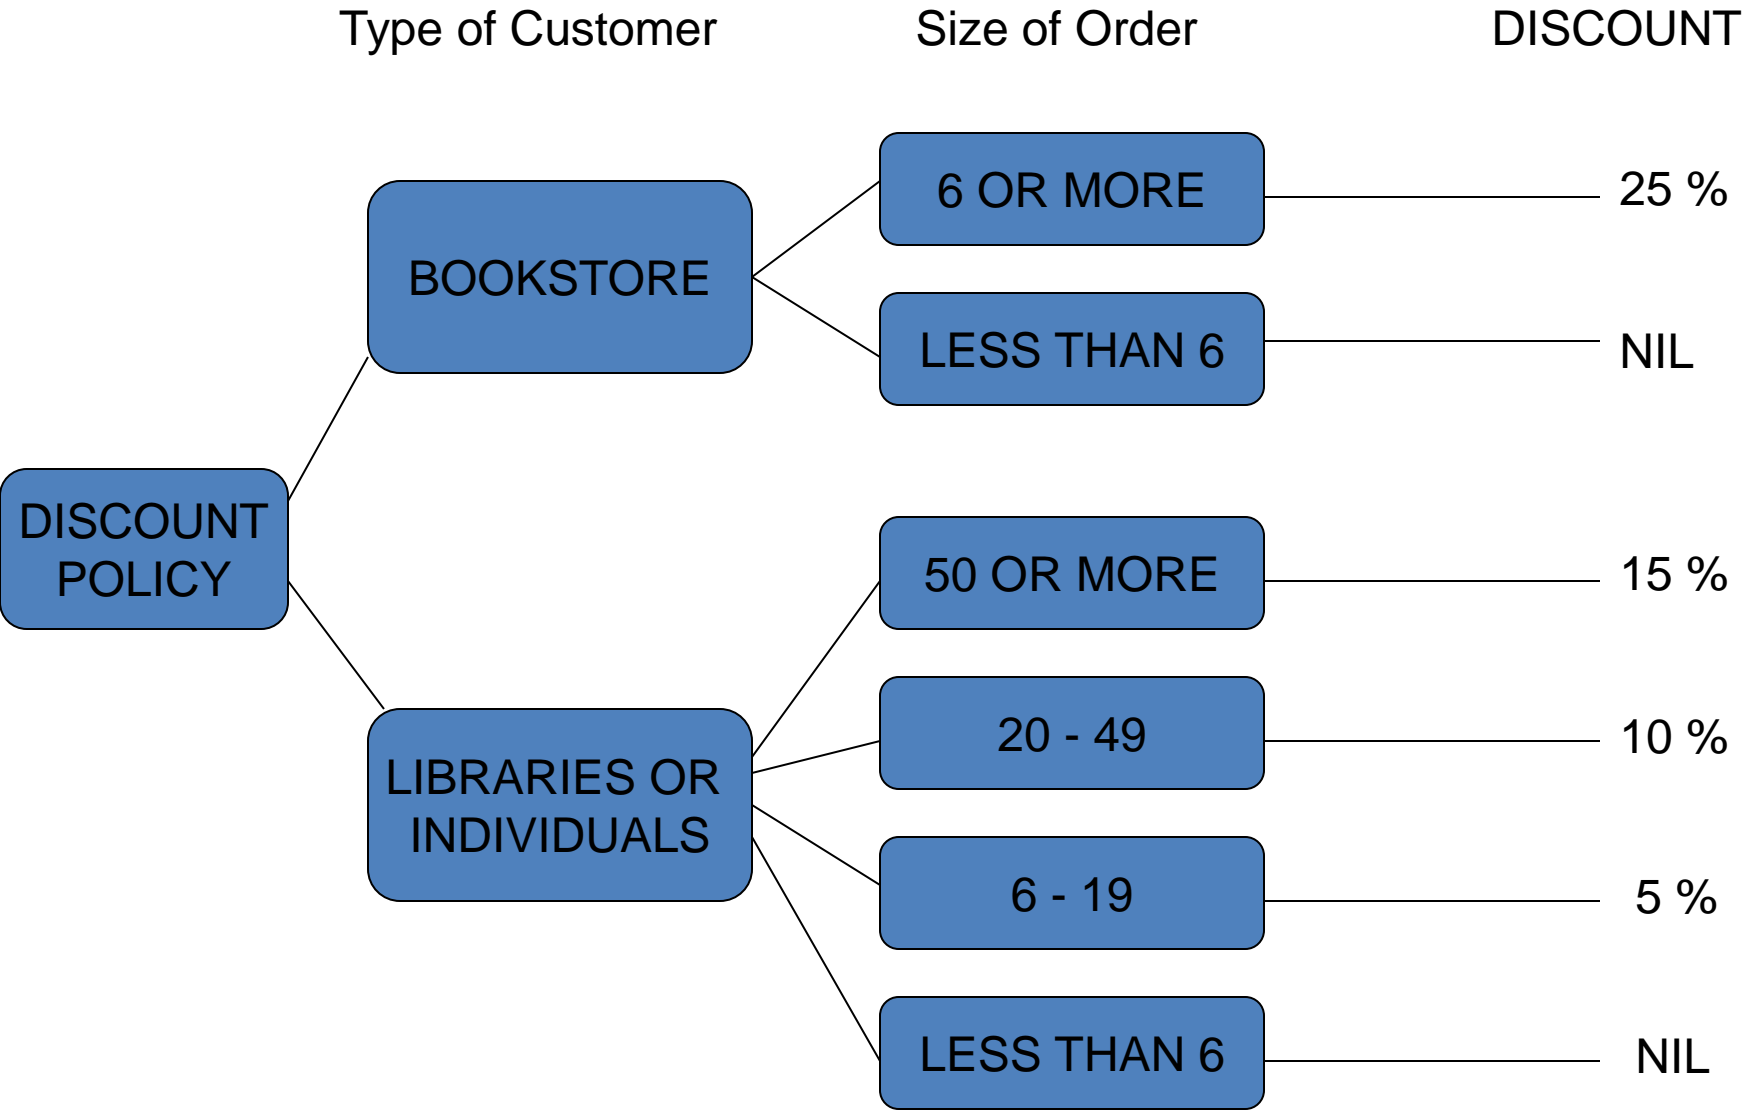 Type of Customer
Size of Order
DISCOUNT
6 OR MORE
25 %
BOOKSTORE
LESS THAN 6
NIL
DISCOUNT
POLICY
50 OR MORE
15 %
20 - 49
10 %
LIBRARIES OR
INDIVIDUALS
6 - 19
5 %
LESS THAN 6
NIL